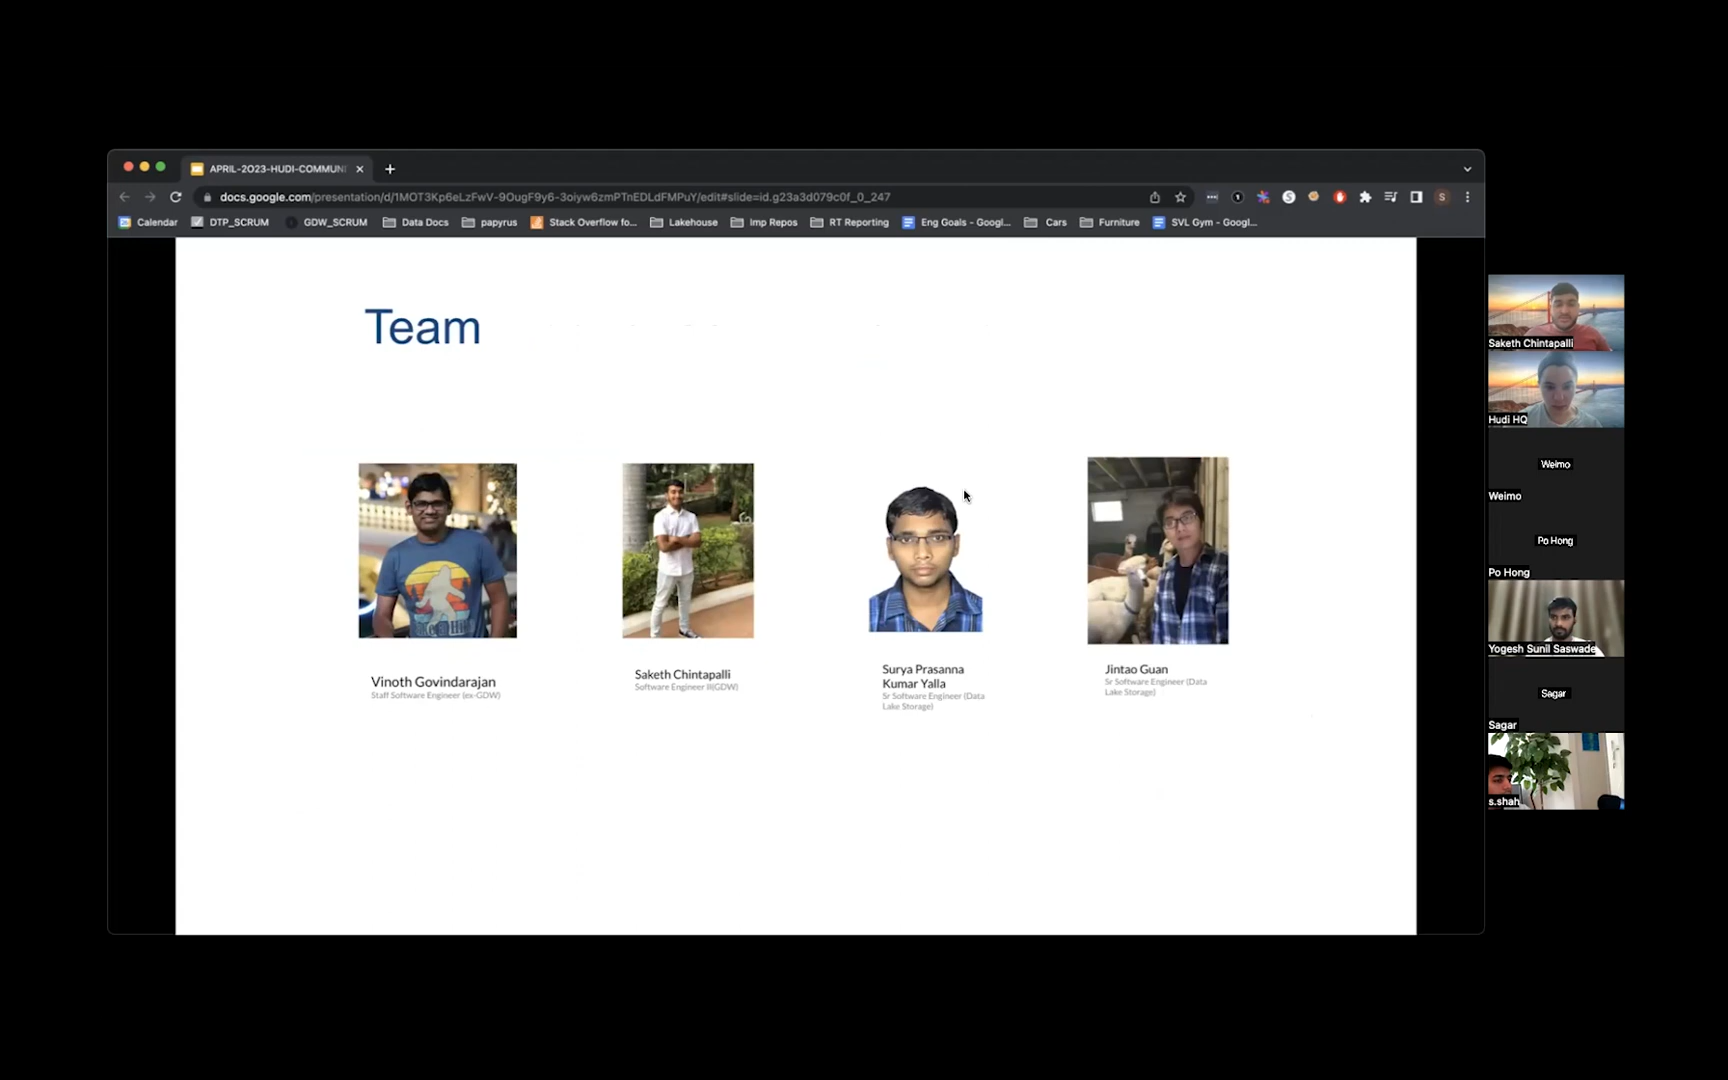 APRIL-2023-HUDI-COMMUNI
docs.google.com/presentation/d/1MOT3Kp6eLzFwV-9OugF9y6-3oiyw6zmPTnEDLdFMPuY/edit#slide=id.g23a3d079c0f_0_247
Calendar DTP_SCRUM GDW_SCRUM Data Docs papyrus Stack Overflow fo... Lakehouse Imp Repos RT Reporting Eng Goals - Googl... Cars Furniture SVL Gym - Googl...
Team
Vinoth Govindarajan
Staff Software Engineer (ex-GDW)
Saketh Chintapalli
Software Engineer II(GDW)
Surya Prasanna
Kumar Yalla
Sr Software Engineer (Data
Lake Storage)
Jintao Guan
Sr Software Engineer (Data
Lake Storage)
Saketh Chintapalli
Hudi HQ
Weimo
Weimo
Po Hong
Po Hong
Yogesh Sunil Saswade
Sagar
Sagar
s.shah